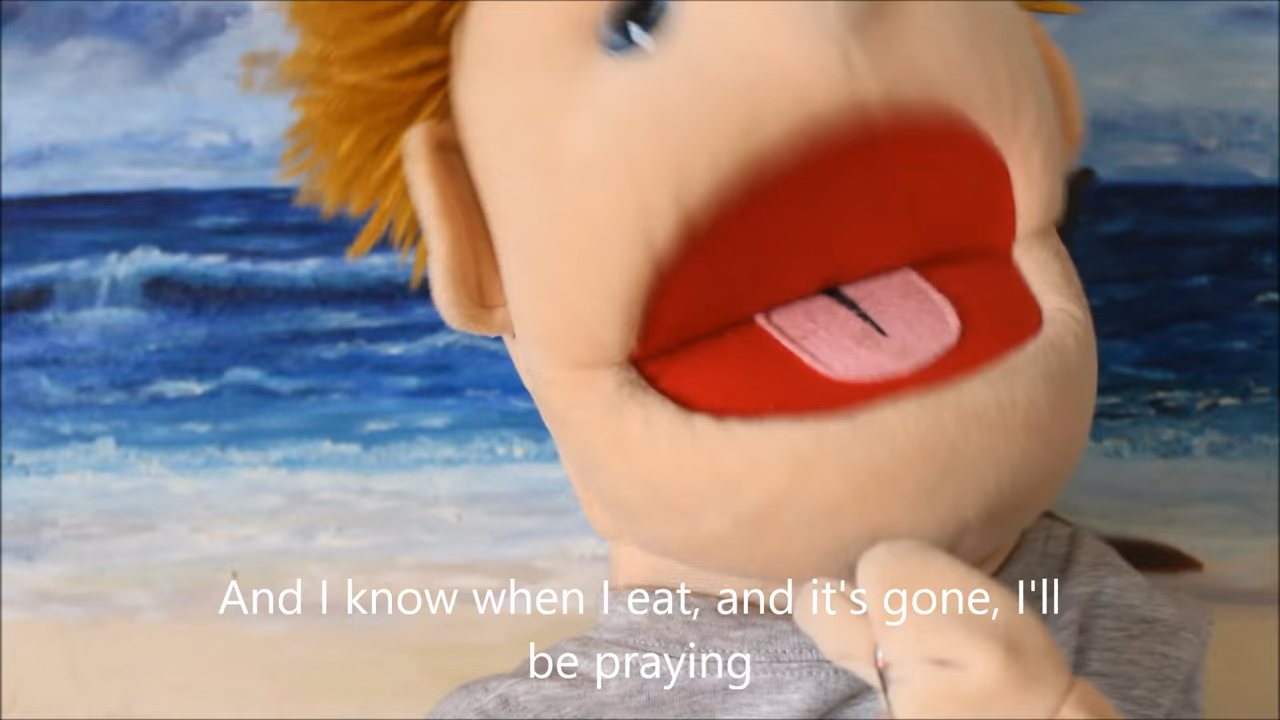 And I know when I eat, and it's gone, I'll
be praying